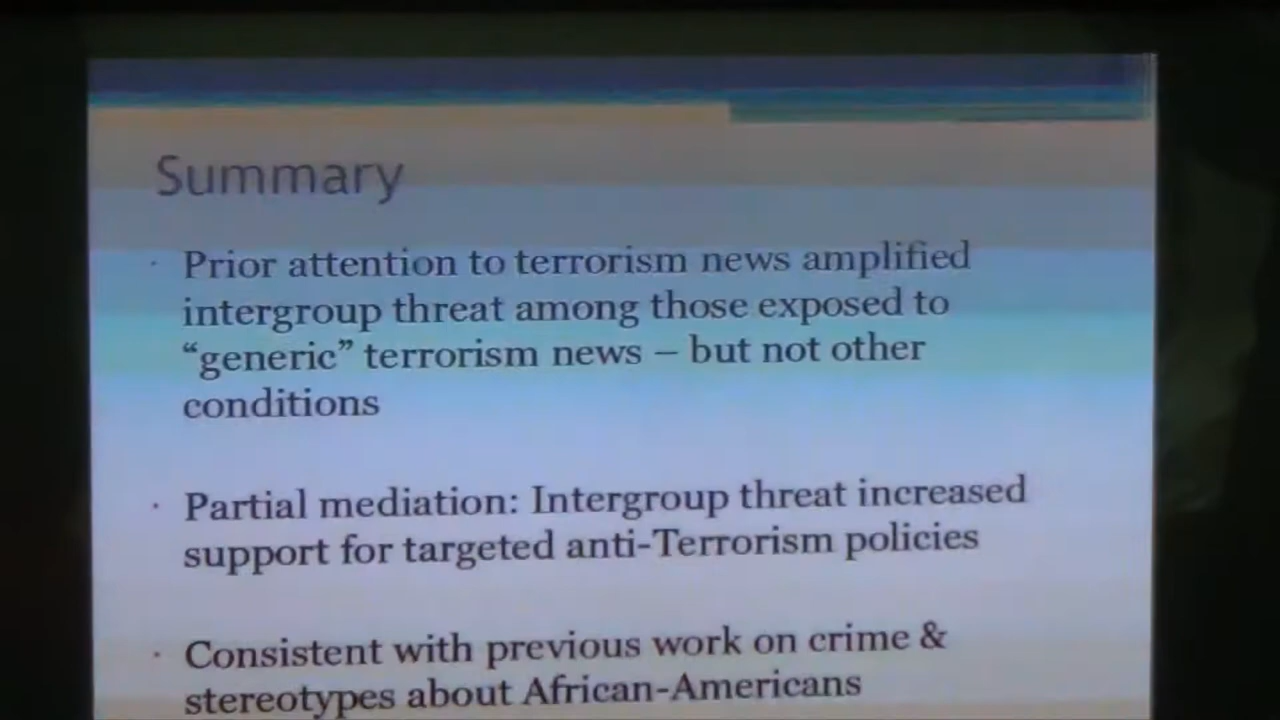 Summary
· Prior attention to terrorism news amplified
intergroup threat among those exposed to
“generic” terrorism news – but not other
conditions
· Partial mediation: Intergroup threat increased
support for targeted anti-Terrorism policies
· Consistent with previous work on crime &
stereotypes about African-Americans